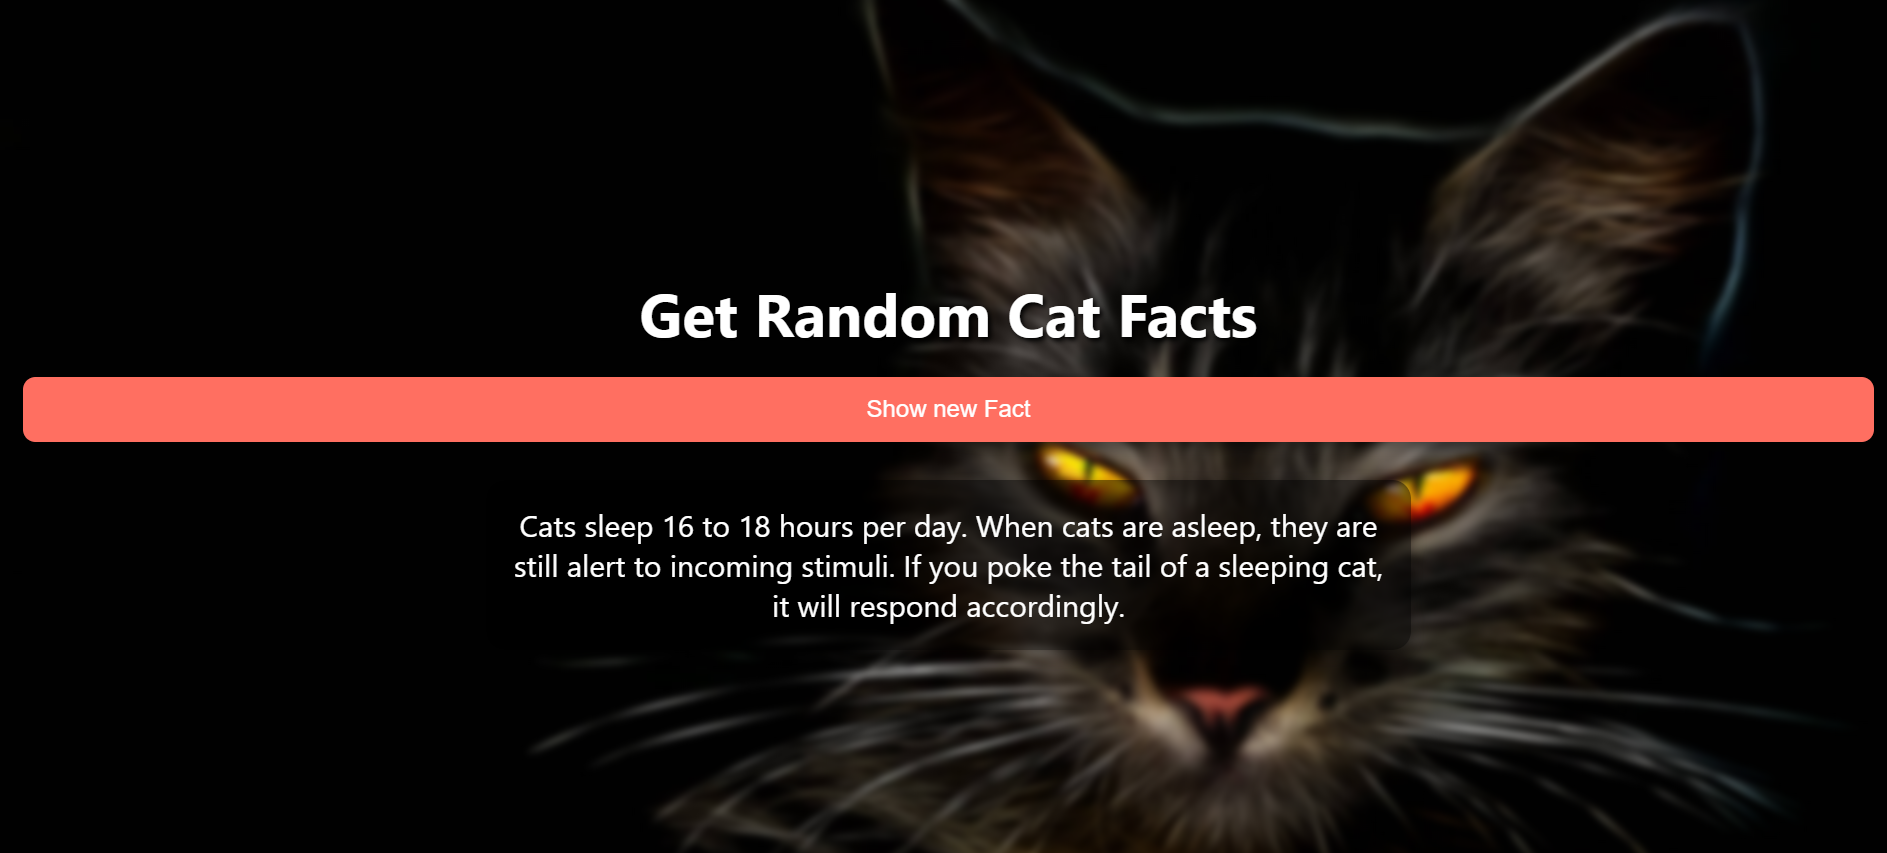 Get Random Cat Facts
Show new Fact
Cats sleep 16 to 18 hours per day. When cats are asleep, they are
still alert to incoming stimuli. If you poke the tail of a sleeping cat,
it will respond accordingly.